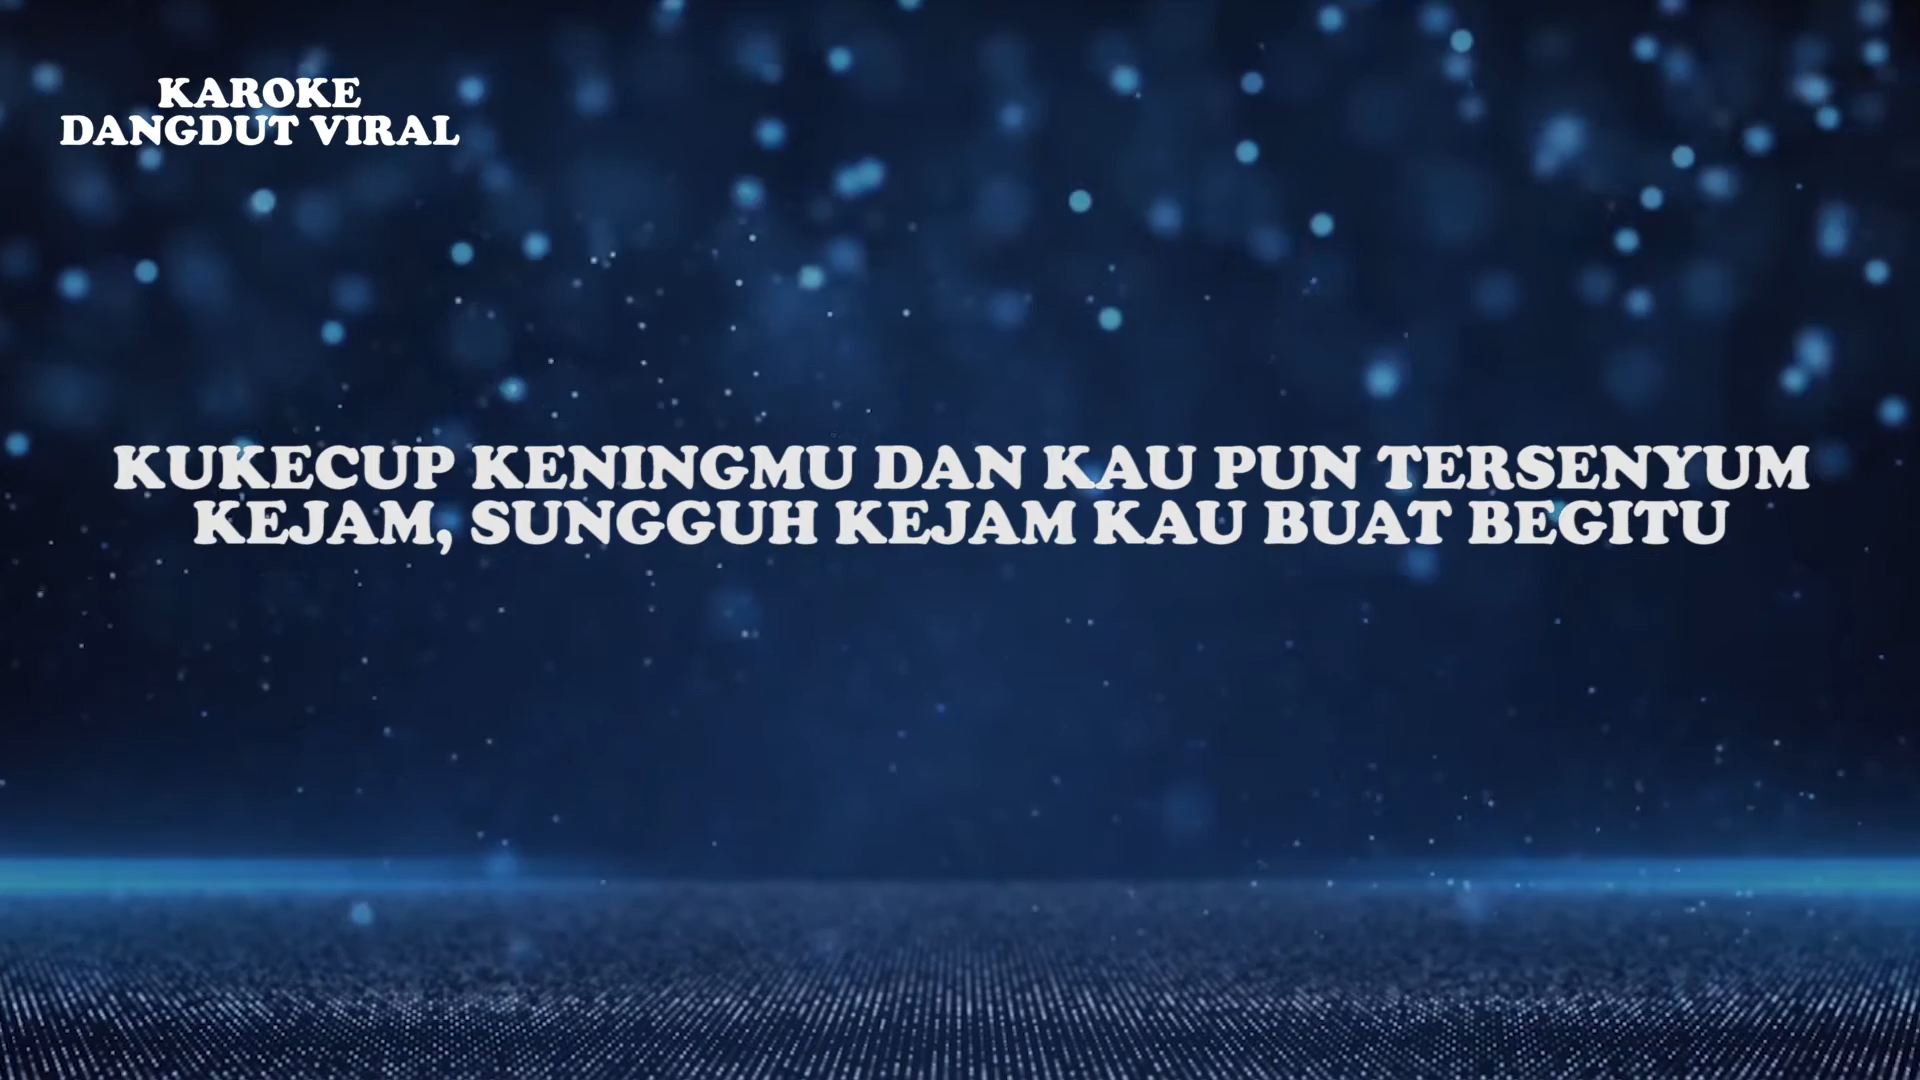 KAROKE
DANGDUT VIRAL
KUKECUP KENINGMU DAN KAU PUN TERSENYUM
KEJAM, SUNGGUH KEJAM KAU BUAT BEGITU